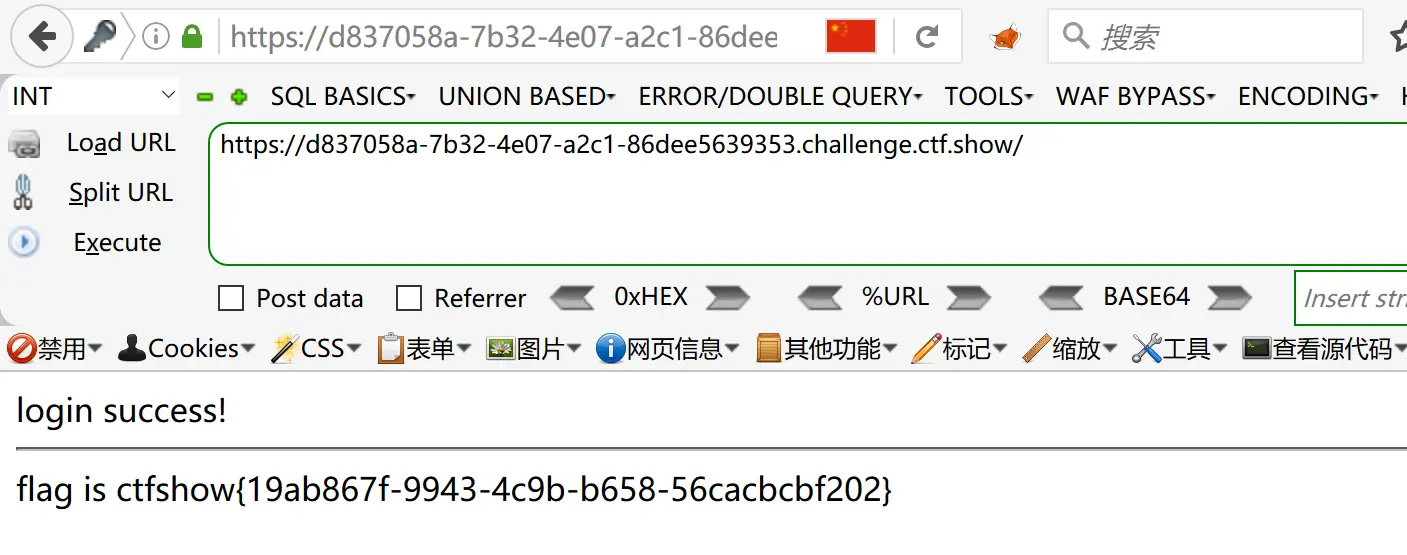 https://d837058a-7b32-4e07-a2c1-86dee 搜索
INT SQL BASICS UNION BASED ERROR/DOUBLE QUERY TOOLS WAF BYPASS ENCODING
Load URL https://d837058a-7b32-4e07-a2c1-86dee5639353.challenge.ctf.show/
Split URL
Execute
Post data Referrer 0xHEX %URL BASE64 Insert stri
禁用 Cookies CSS 表单 图片 网页信息 其他功能 标记 缩放 工具 查看源代码
login success!
flag is ctfshow{19ab867f-9943-4c9b-b658-56cacbcbf202}